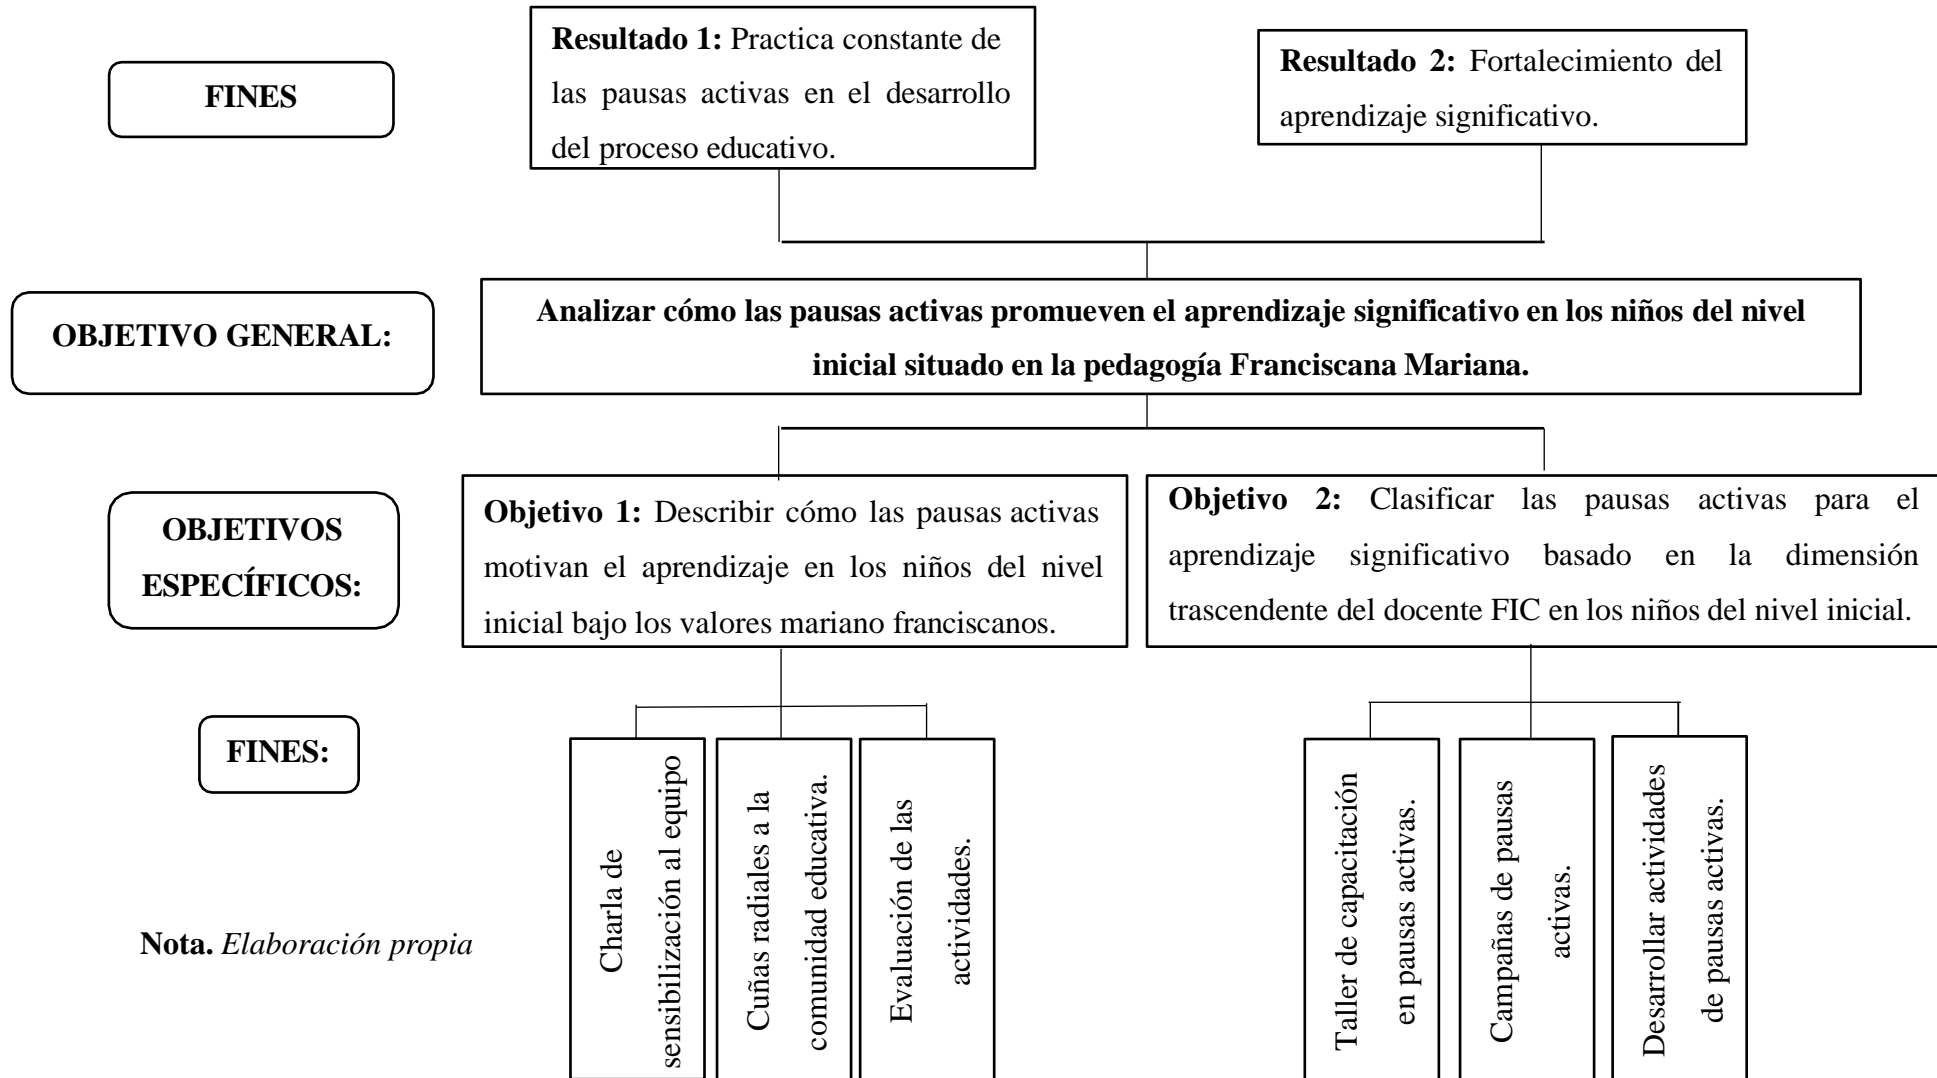 FINES
Resultado 1: Practica constante de
las pausas activas en el desarrollo
del proceso educativo.
Resultado 2: Fortalecimiento del
aprendizaje significativo.
OBJETIVO GENERAL:
Analizar cómo las pausas activas promueven el aprendizaje significativo en los niños del nivel
inicial situado en la pedagogía Franciscana Mariana.
OBJETIVOS
ESPECÍFICOS:
Objetivo 1: Describir cómo las pausas activas
motivan el aprendizaje en los niños del nivel
inicial bajo los valores mariano franciscanos.
Objetivo 2: Clasificar las pausas activas para el
aprendizaje significativo basado en la dimensión
trascendente del docente FIC en los niños del nivel inicial.
FINES:
Charla de
sensibilización al equipo
Cuñas radiales a la
comunidad educativa.
Evaluación de las
actividades.
Taller de capacitación
en pausas activas.
Campañas de pausas
activas.
Desarrollar actividades
de pausas activas.
Nota. Elaboración propia